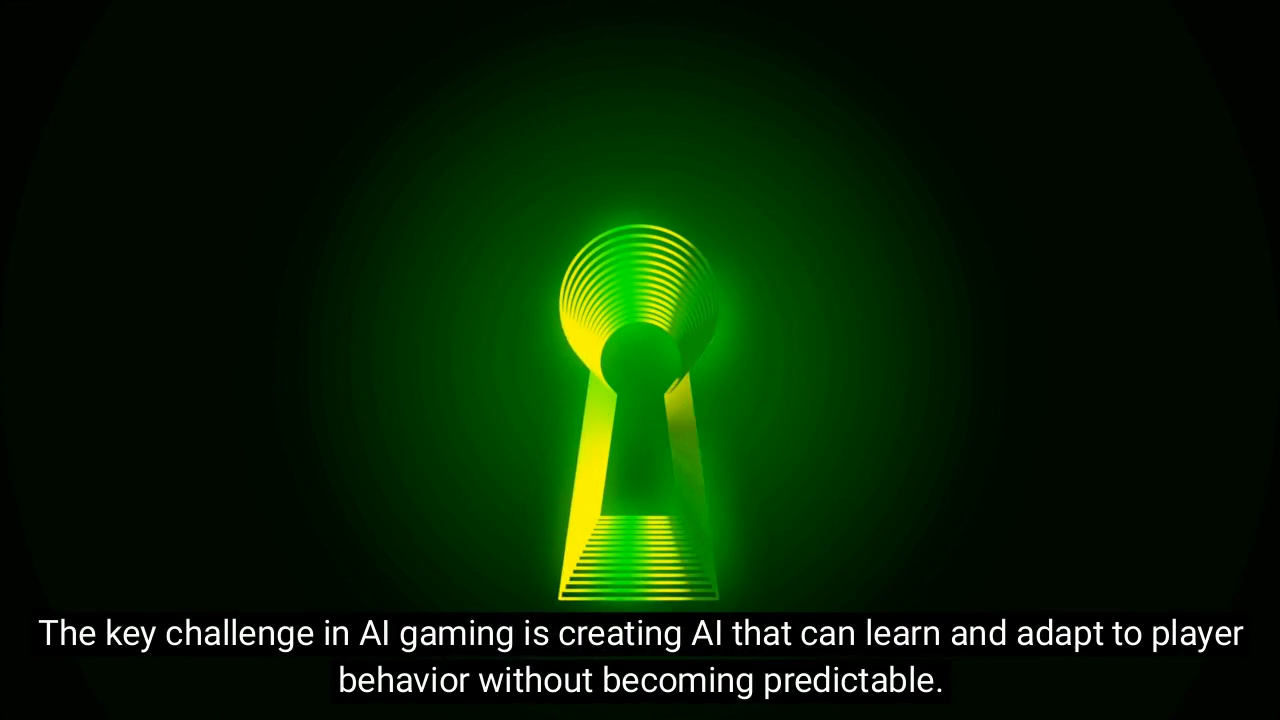 The key challenge in AI gaming is creating AI that can learn and adapt to player
behavior without becoming predictable.